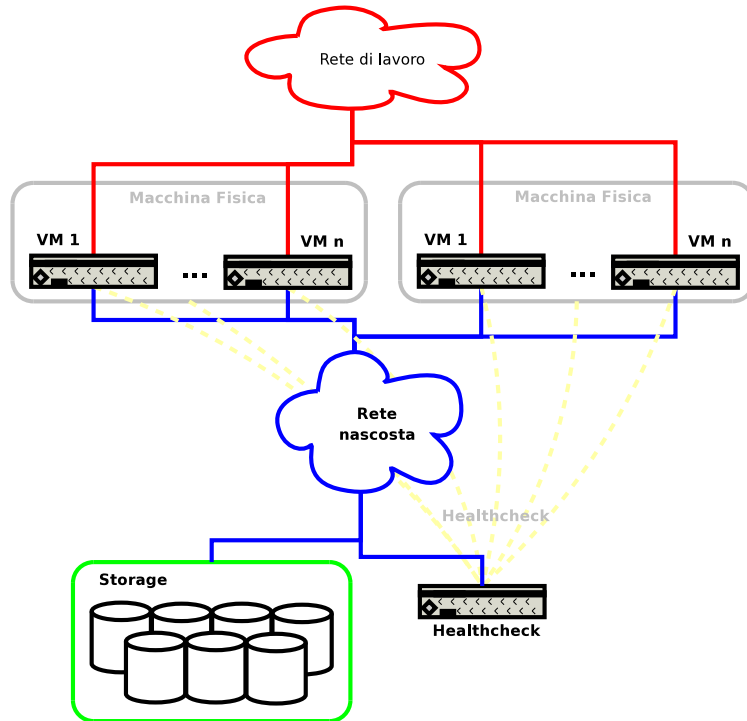 Rete di lavoro
Macchina Fisica
Macchina Fisica
VM 1
VM n
VM 1
VM n
...
...
Rete
nascosta
Healthcheck
Storage
Healthcheck